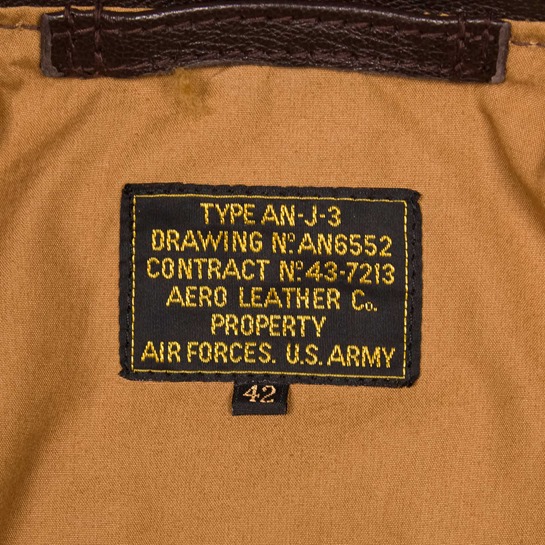 TYPE AN-J-3
DRAWING Nº. AN6552
CONTRACT Nº. 43-7213
AERO LEATHER Co.
PROPERTY
AIR FORCES. U.S. ARMY
42